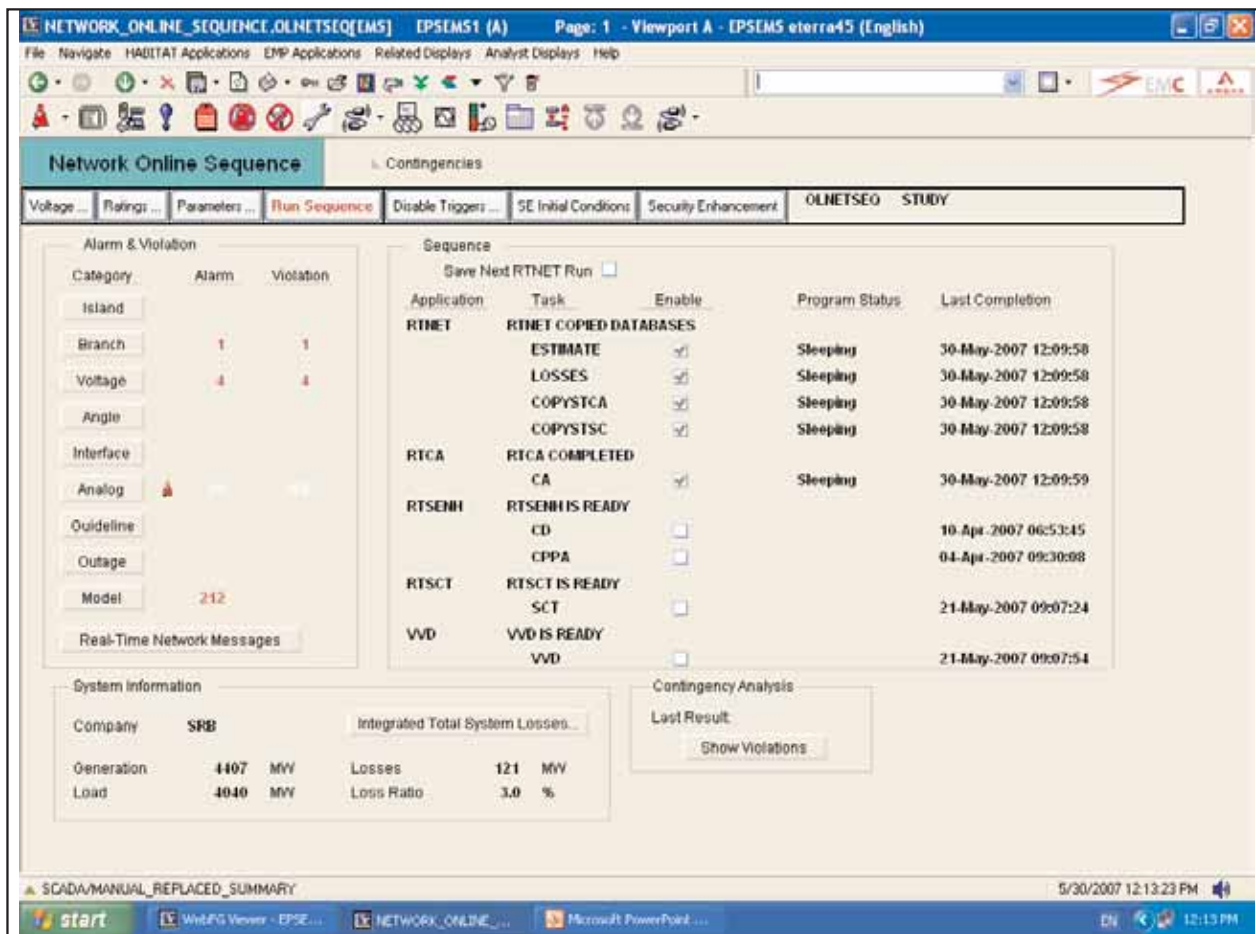 NETWORK_ONLINE_SEQUENCE,OLNETSEQ[EMS] EPSEMS1 (A) Page: 1 - Viewport A - EPSEMS eterra45 (English)
File Navigate HABITAT Applications EMP Applications Related Displays Analyst Displays Help
EMC
AREVA
Network Online Sequence Contingencies
Voltage ... Ratings ... Parameters ... Run Sequence Disable Triggers ... SE Initial Conditions Security Enhancement OLNETSEQ STUDY
Alarm & Violation
Category Alarm Violation
Island
Branch 1 1
Voltage 4 4
Angle
Interface
Analog
Guideline
Outage
Model 212
Real-Time Network Messages
Sequence
Save Next RTNET Run
Application Task Enable Program Status Last Completion
RTNET RTNET COPIED DATABASES
ESTIMATE Sleeping 30-May-2007 12:09:58
LOSSES Sleeping 30-May-2007 12:09:58
COPYSTCA Sleeping 30-May-2007 12:09:58
COPYSTSC Sleeping 30-May-2007 12:09:58
RTCA RTCA COMPLETED
CA Sleeping 30-May-2007 12:09:59
RTSENH RTSENH IS READY
CD 10-Apr-2007 06:53:45
CPPA 04-Apr-2007 09:30:08
RTSCT RTSCT IS READY
SCT 21-May-2007 09:07:24
VVD VVD IS READY
VVD 21-May-2007 09:07:54
System Information
Company SRB Integrated Total System Losses...
Generation 4407 MW Losses 121 MW
Load 4040 MW Loss Ratio 3.0 %
Contingency Analysis
Last Result:
Show Violations
SCADA/MANUAL_REPLACED_SUMMARY 5/30/2007 12:13:23 PM
start WebFG Viewer - EPSE... NETWORK_ONLINE_... Microsoft PowerPoint ... EN 12:13 PM